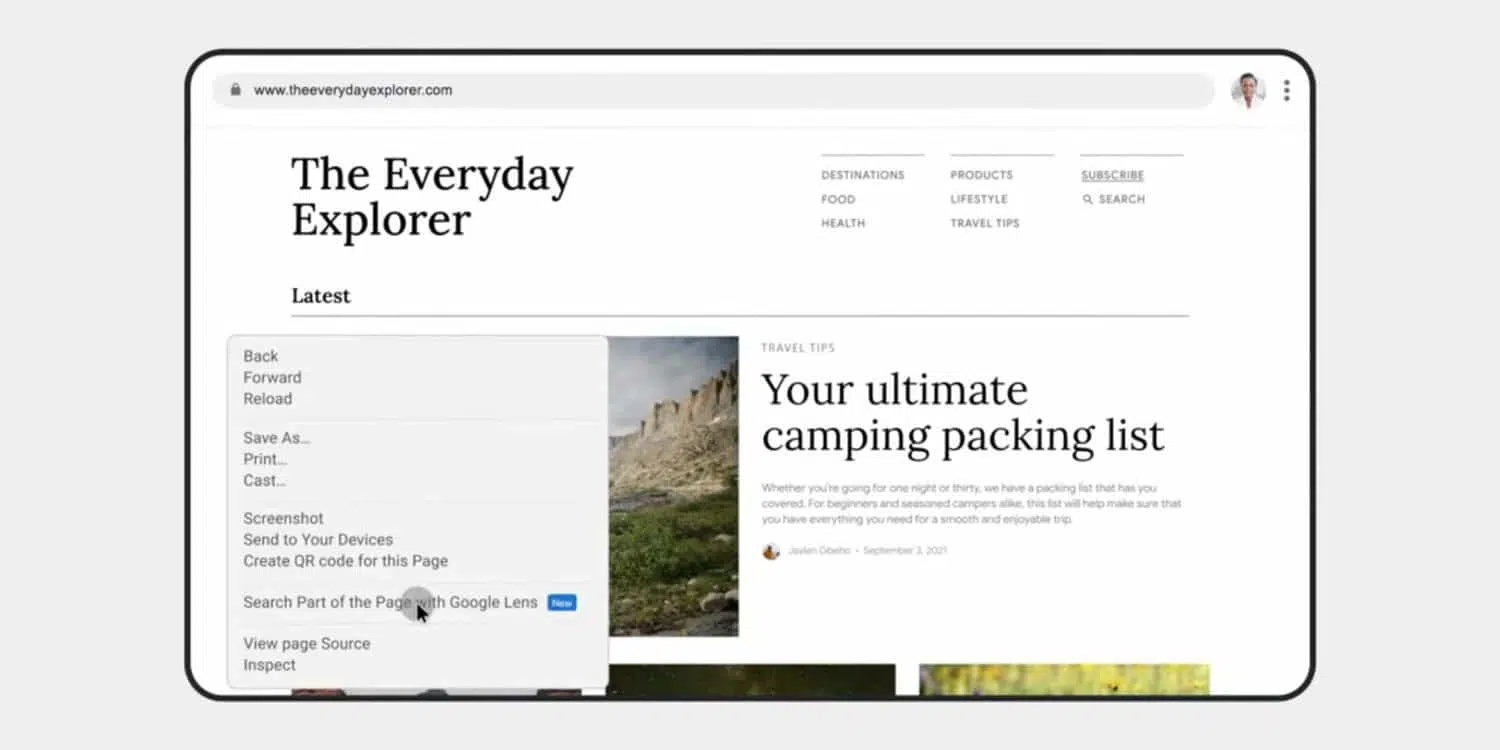 www.theeverydayexplorer.com
The Everyday
Explorer
DESTINATIONS
FOOD
HEALTH
PRODUCTS
LIFESTYLE
TRAVEL TIPS
SUBSCRIBE
SEARCH
Latest
Back
Forward
Reload
Save As...
Print...
Cast...
Screenshot
Send to Your Devices
Create QR code for this Page
Search Part of the Page with Google Lens New
View page Source
Inspect
TRAVEL TIPS
Your ultimate
camping packing list
Whether you're going for one night or thirty, we have a packing list that has you
covered. For beginners and seasoned campers alike, this list will help make sure that
you have everything you need for a smooth and enjoyable trip.
September 3, 2021